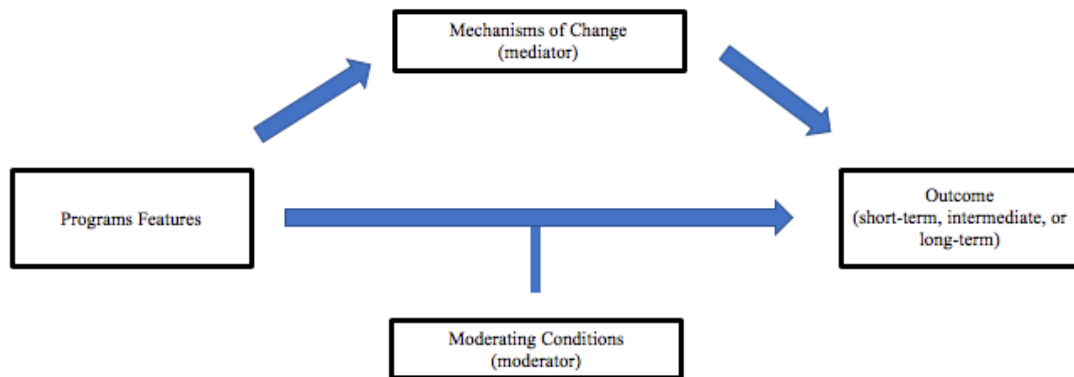 Mechanisms of Change
(mediator)
Programs Features
Outcome
(short-term, intermediate, or
long-term)
Moderating Conditions
(moderator)